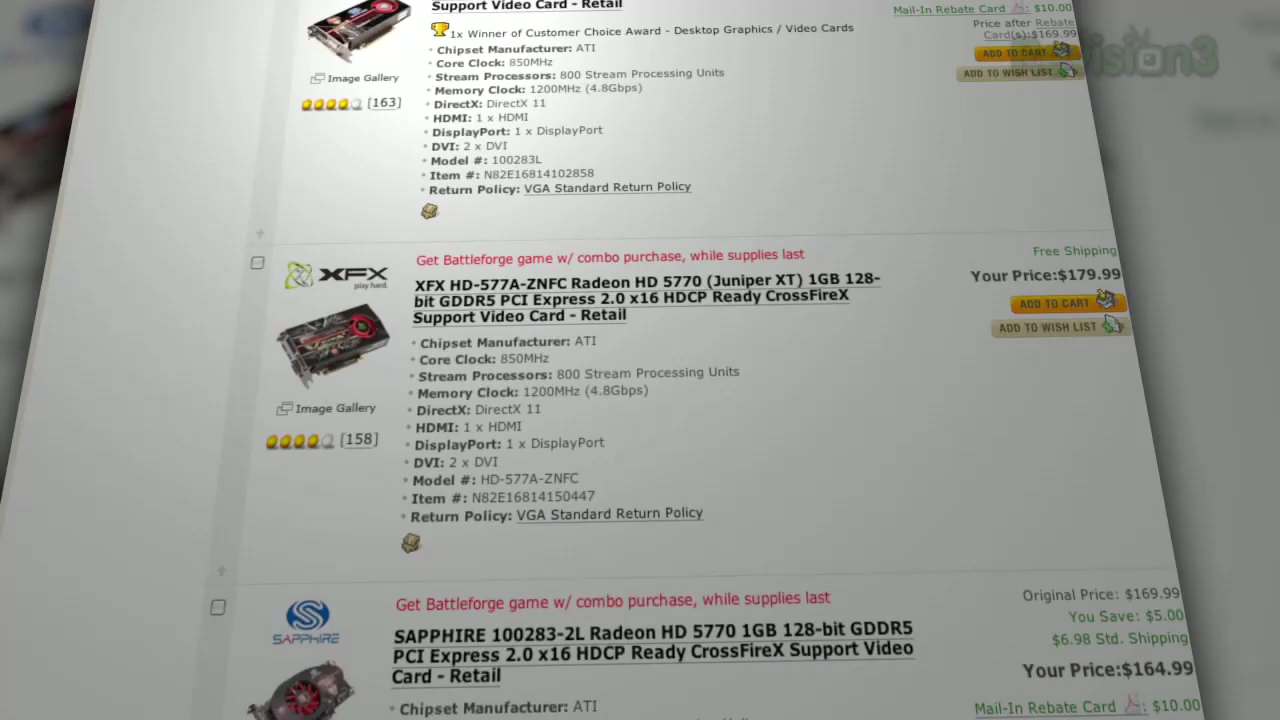 Support Video Card - Retail
Mail-In Rebate Card : $10.00
Price after Rebate
Card(s):$169.99
1x Winner of Customer Choice Award - Desktop Graphics / Video Cards
ADD TO CART
ADD TO WISH LIST
Chipset Manufacturer: ATI
Core Clock: 850MHz
Stream Processors: 800 Stream Processing Units
Memory Clock: 1200MHz (4.8Gbps)
DirectX: DirectX 11
HDMI: 1 x HDMI
DisplayPort: 1 x DisplayPort
DVI: 2 x DVI
Model #: 100283L
Item #: N82E16814102858
Return Policy: VGA Standard Return Policy
Image Gallery
[163]
Get Battleforge game w/ combo purchase, while supplies last
Free Shipping
XFX
play hard.
XFX HD-577A-ZNFC Radeon HD 5770 (Juniper XT) 1GB 128-
bit GDDR5 PCI Express 2.0 x16 HDCP Ready CrossFireX
Support Video Card - Retail
Your Price:$179.99
ADD TO CART
ADD TO WISH LIST
Chipset Manufacturer: ATI
Core Clock: 850MHz
Stream Processors: 800 Stream Processing Units
Memory Clock: 1200MHz (4.8Gbps)
DirectX: DirectX 11
HDMI: 1 x HDMI
DisplayPort: 1 x DisplayPort
DVI: 2 x DVI
Model #: HD-577A-ZNFC
Item #: N82E16814150447
Return Policy: VGA Standard Return Policy
Image Gallery
[158]
Get Battleforge game w/ combo purchase, while supplies last
SAPPHIRE
SAPPHIRE 100283-2L Radeon HD 5770 1GB 128-bit GDDR5
PCI Express 2.0 x16 HDCP Ready CrossFireX Support Video
Card - Retail
Original Price: $169.99
You Save: $5.00
$6.98 Std. Shipping
Your Price:$164.99
Mail-In Rebate Card : $10.00
Chipset Manufacturer: ATI